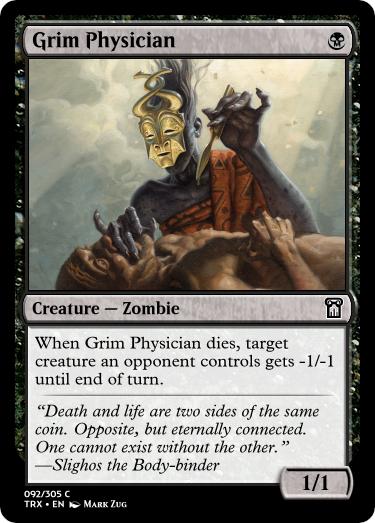 Grim Physician
Creature — Zombie
When Grim Physician dies, target
creature an opponent controls gets -1/-1
until end of turn.
“Death and life are two sides of the same
coin. Opposite, but eternally connected.
One cannot exist without the other.”
—Slighos the Body-binder
1/1
092/305 C
TRX • EN Mark Zug